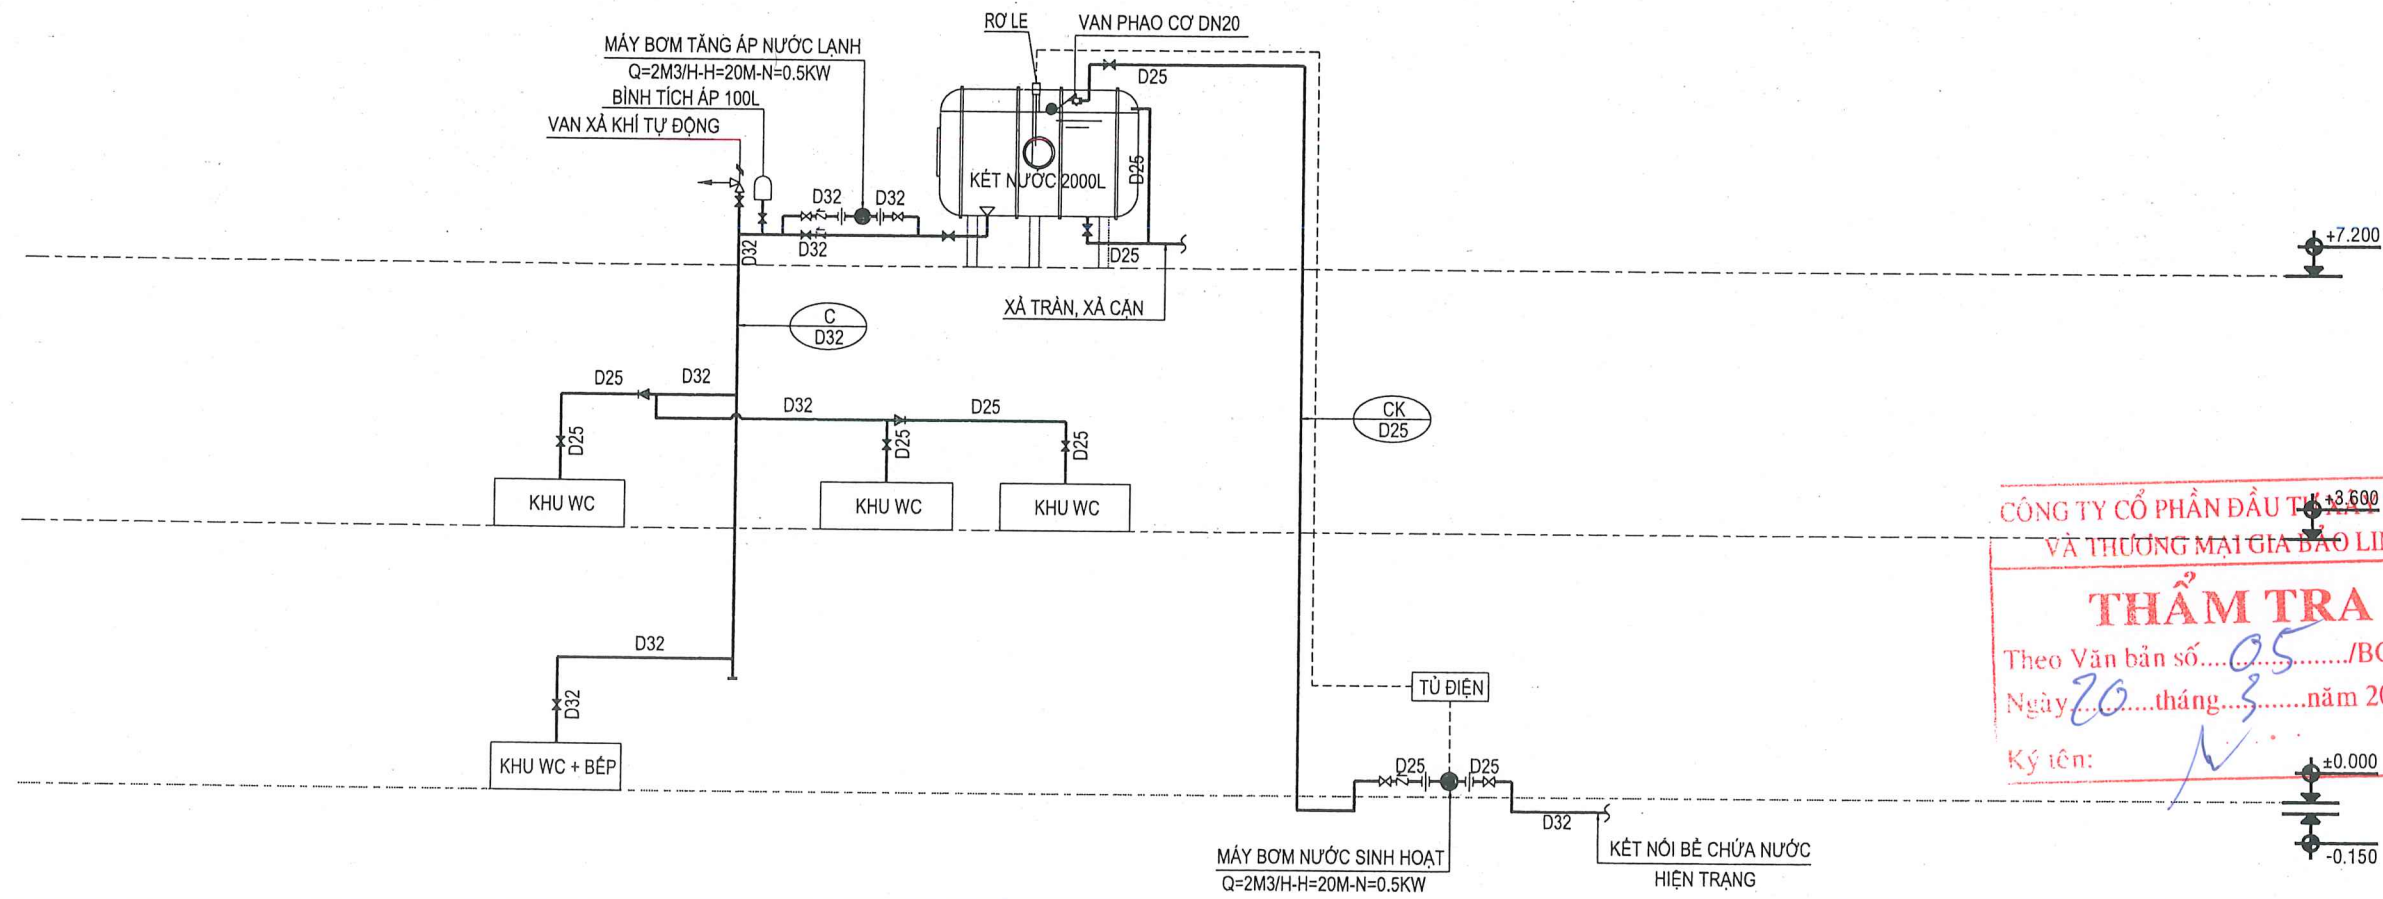 RƠ LE
VAN PHAO CƠ DN20
MÁY BƠM TĂNG ÁP NƯỚC LẠNH
Q=2M3/H-H=20M-N=0.5KW
BÌNH TÍCH ÁP 100L
VAN XẢ KHÍ TỰ ĐỘNG
D25
D25
KÉT NƯỚC 2000L
D32
D32
D32
D32
D25
+7.200
XẢ TRÀN, XẢ CẶN
C
D32
D25
D32
D32
D25
CK
D25
D25
D25
D25
KHU WC
KHU WC
KHU WC
+3.600
CÔNG TY CỔ PHẦN ĐẦU TƯ XÂY
VÀ THƯƠNG MẠI GIA BẢO LI
THẨM TRA
Theo Văn bản số....05..../BC
Ngày 20 tháng 3 năm 20
Ký tên:
D32
D32
KHU WC + BẾP
TỦ ĐIỆN
D25
D25
±0.000
D32
MÁY BƠM NƯỚC SINH HOẠT
Q=2M3/H-H=20M-N=0.5KW
KẾT NỐI BỂ CHỨA NƯỚC
HIỆN TRẠNG
-0.150